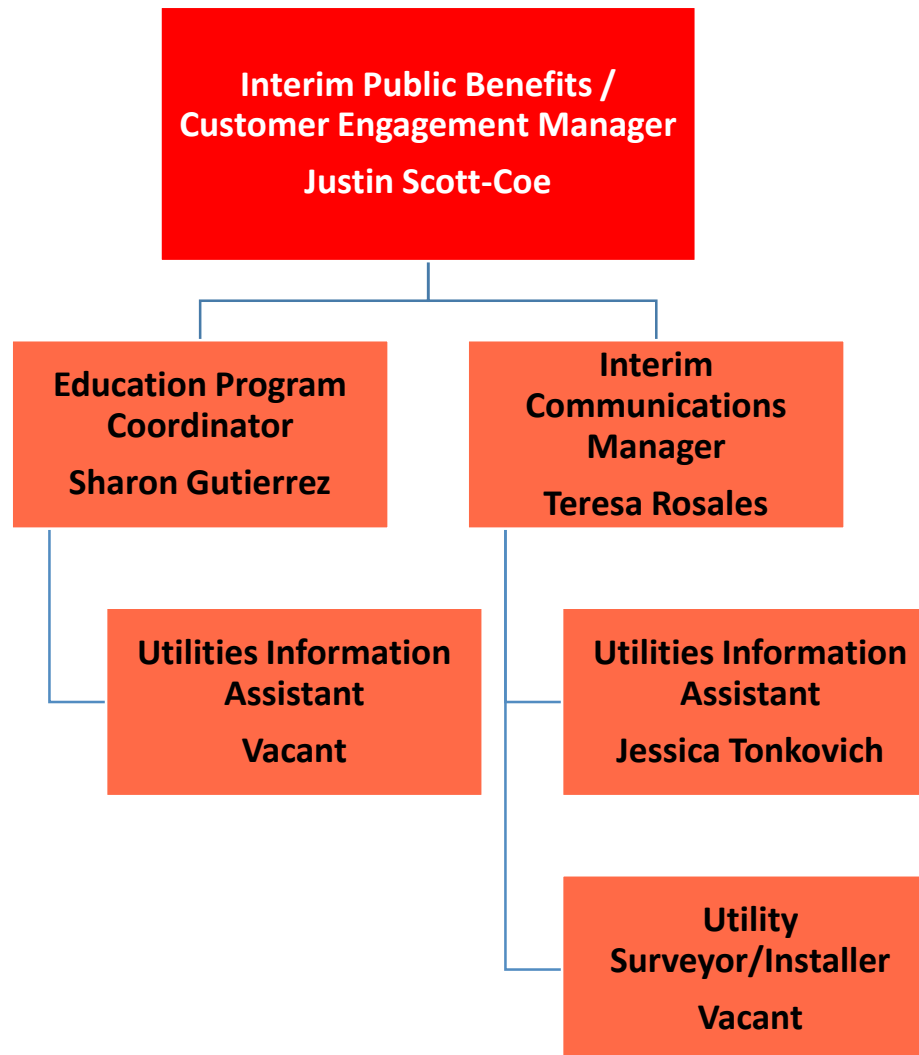 Interim Public Benefits /
Customer Engagement Manager
Justin Scott-Coe
Education Program
Coordinator
Sharon Gutierrez
Interim
Communications
Manager
Teresa Rosales
Utilities Information
Assistant
Vacant
Utilities Information
Assistant
Jessica Tonkovich
Utility
Surveyor/Installer
Vacant